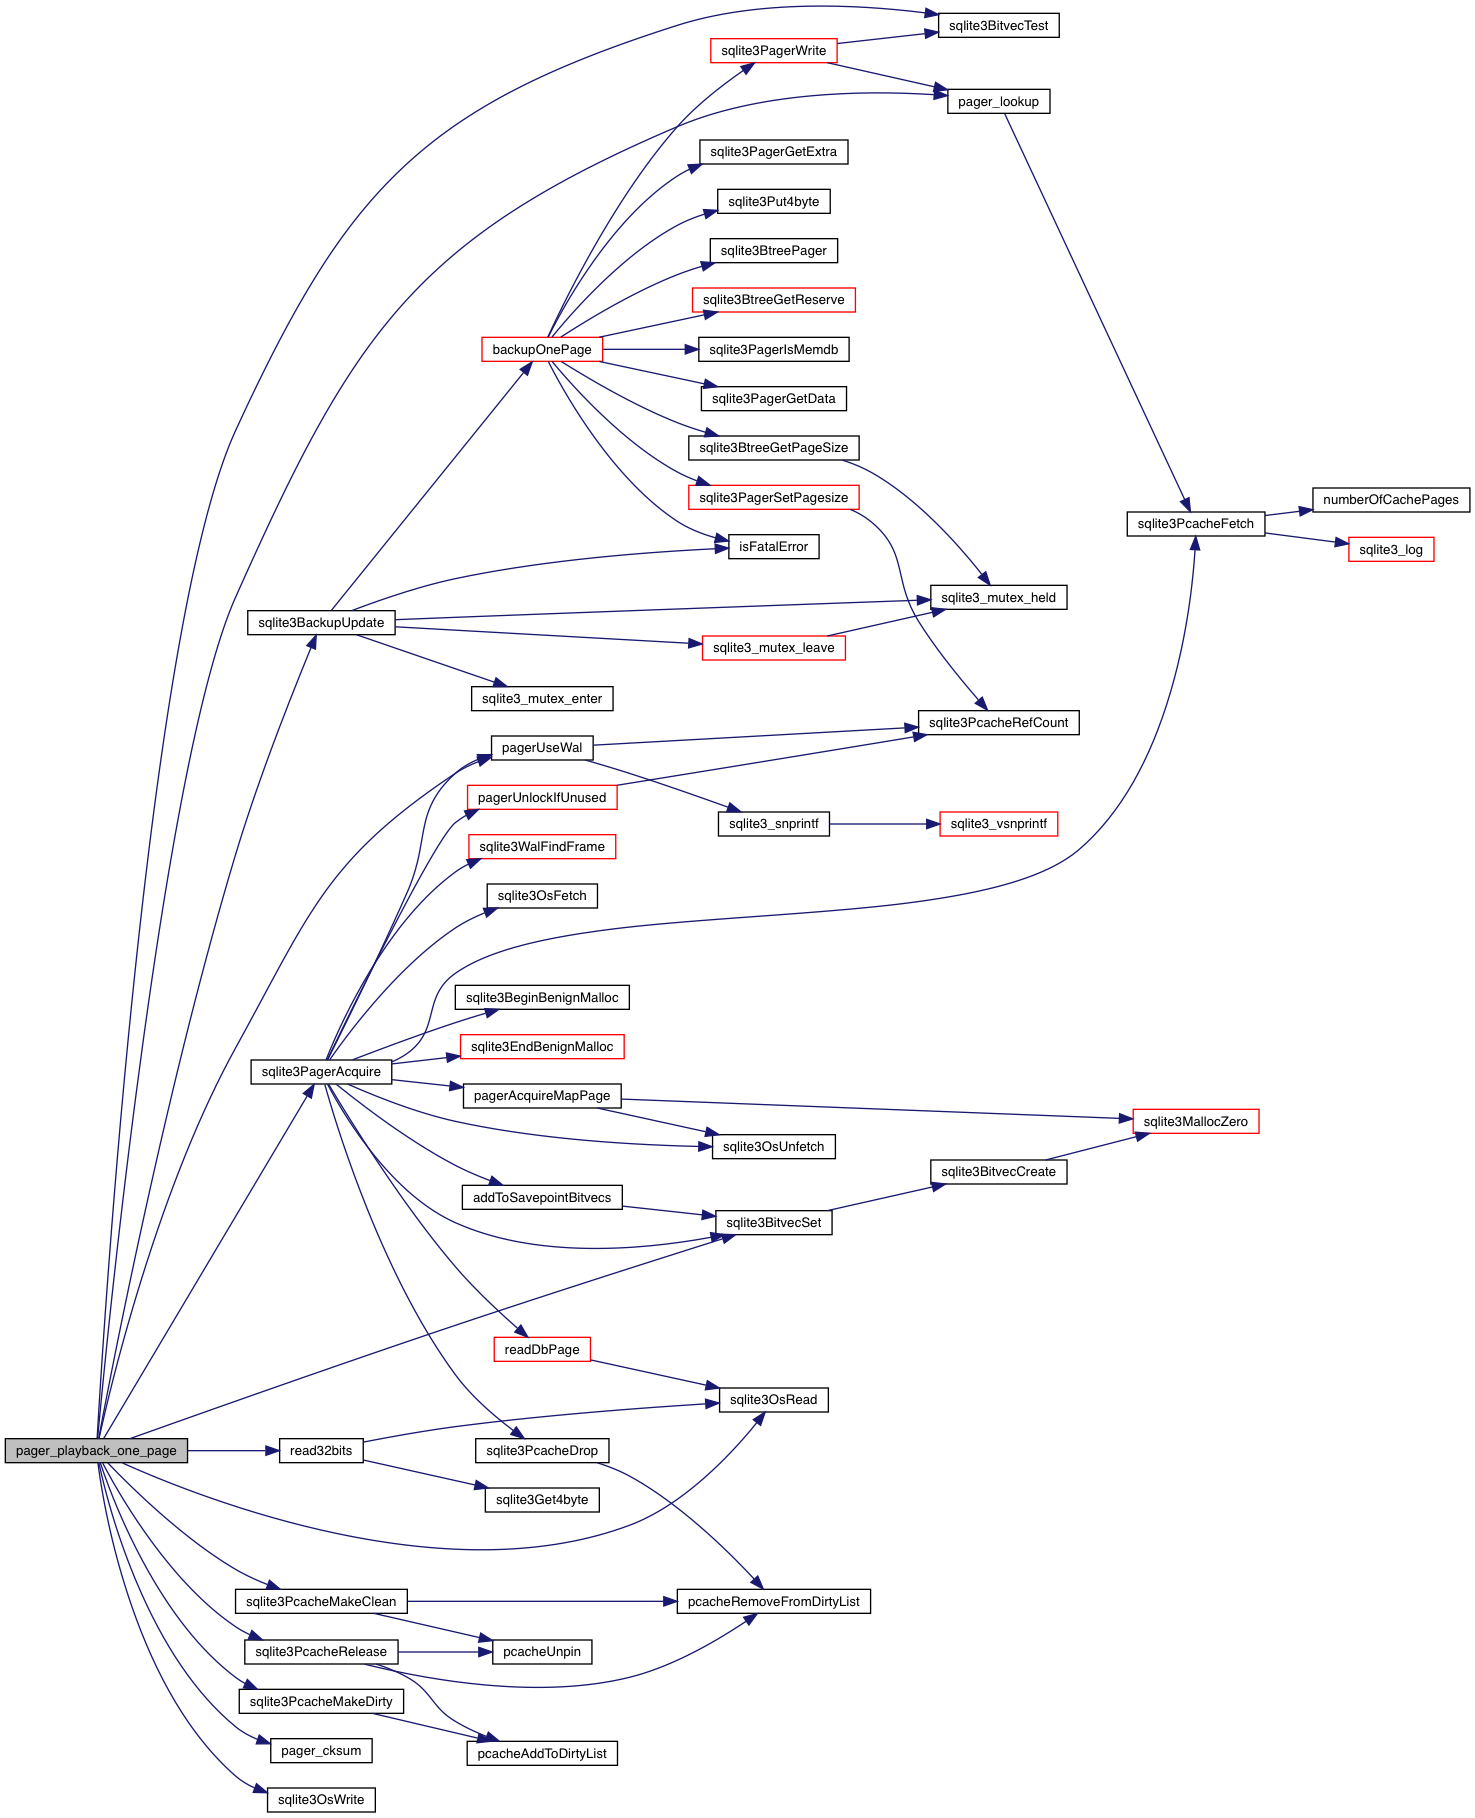 sqlite3BitvecTest
sqlite3PagerWrite
pager_lookup
sqlite3PagerGetExtra
sqlite3Put4byte
sqlite3BtreePager
sqlite3BtreeGetReserve
backupOnePage
sqlite3PagerIsMemdb
sqlite3PagerGetData
sqlite3BtreeGetPageSize
sqlite3PagerSetPagesize
numberOfCachePages
sqlite3PcacheFetch
isFatalError
sqlite3_log
sqlite3_mutex_held
sqlite3BackupUpdate
sqlite3_mutex_leave
sqlite3_mutex_enter
sqlite3PcacheRefCount
pagerUseWal
pagerUnlockIfUnused
sqlite3_snprintf
sqlite3_vsnprintf
sqlite3WalFindFrame
sqlite3OsFetch
sqlite3BeginBenignMalloc
sqlite3EndBenignMalloc
sqlite3PagerAcquire
pagerAcquireMapPage
sqlite3MallocZero
sqlite3OsUnfetch
sqlite3BitvecCreate
addToSavepointBitvecs
sqlite3BitvecSet
readDbPage
sqlite3OsRead
pager_playback_one_page
read32bits
sqlite3PcacheDrop
sqlite3Get4byte
sqlite3PcacheMakeClean
pcacheRemoveFromDirtyList
sqlite3PcacheRelease
pcacheUnpin
sqlite3PcacheMakeDirty
pager_cksum
pcacheAddToDirtyList
sqlite3OsWrite